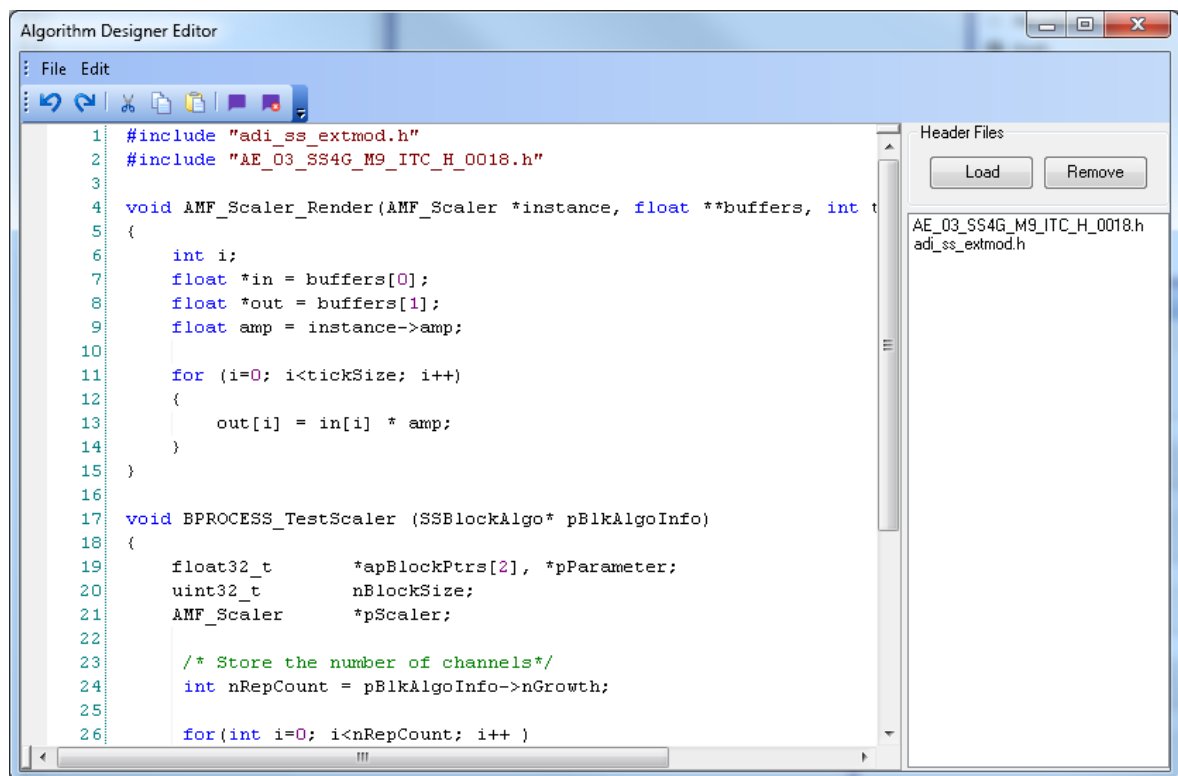 Algorithm Designer Editor
File Edit
1 #include "adi_ss_extmod.h"
2 #include "AE_03_SS4G_M9_ITC_H_0018.h"
3
4 void AMF_Scaler_Render(AMF_Scaler *instance, float **buffers, int t
5 {
6 int i;
7 float *in = buffers[0];
8 float *out = buffers[1];
9 float amp = instance->amp;
10
11 for (i=0; i<tickSize; i++)
12 {
13 out[i] = in[i] * amp;
14 }
15 }
16
17 void BPROCESS_TestScaler (SSBlockAlgo* pBlkAlgoInfo)
18 {
19 float32_t *apBlockPtrs[2], *pParameter;
20 uint32_t nBlockSize;
21 AMF_Scaler *pScaler;
22
23 /* Store the number of channels*/
24 int nRepCount = pBlkAlgoInfo->nGrowth;
25
26 for(int i=0; i<nRepCount; i++ )
Header Files
Load Remove
AE_03_SS4G_M9_ITC_H_0018.h
adi_ss_extmod.h